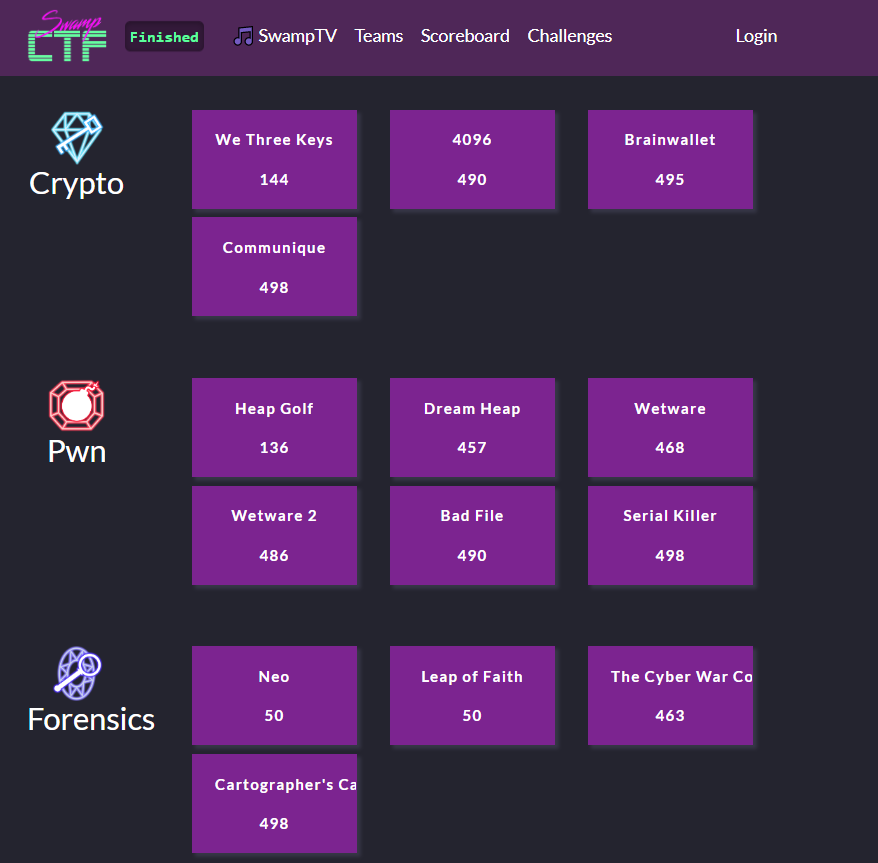 Swamp
CTF
Finished
SwampTV
Teams
Scoreboard
Challenges
Login
Crypto
We Three Keys
144
4096
490
Brainwallet
495
Communique
498
Pwn
Heap Golf
136
Dream Heap
457
Wetware
468
Wetware 2
486
Bad File
490
Serial Killer
498
Forensics
Neo
50
Leap of Faith
50
The Cyber War Co
463
Cartographer's Ca
498